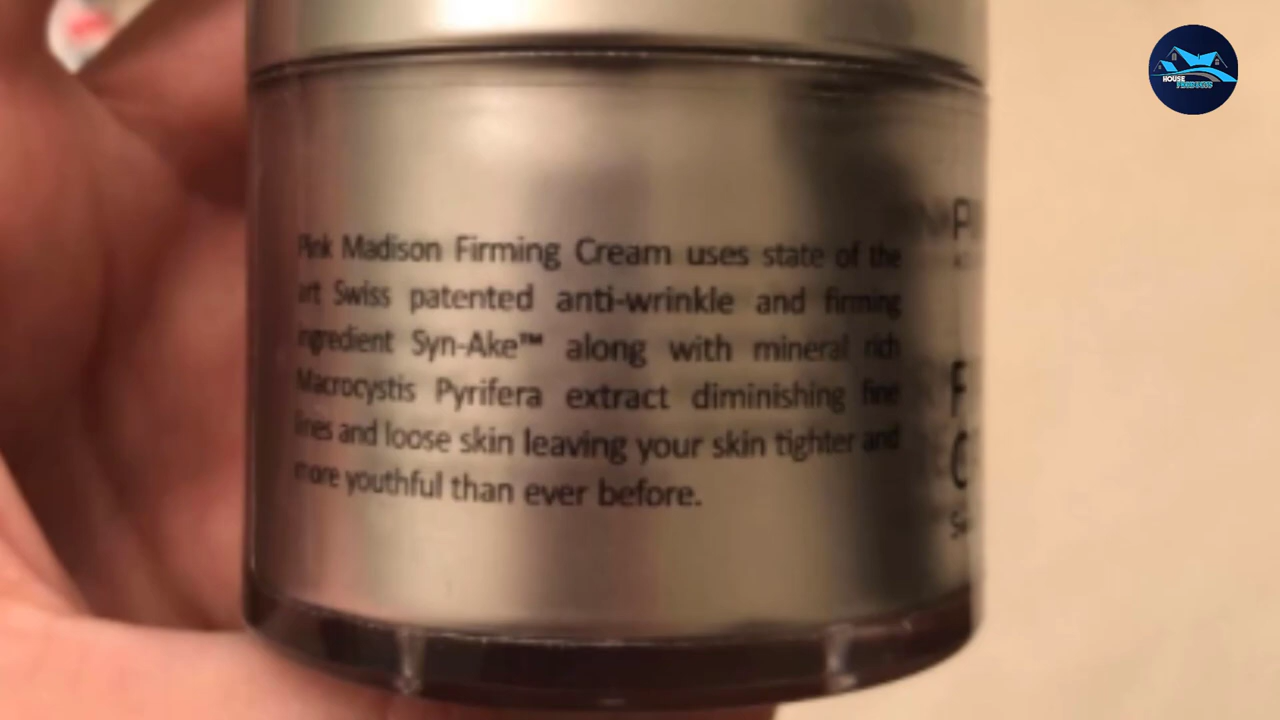 Pink Madison Firming Cream uses state of the
art Swiss patented anti-wrinkle and firming
ingredient Syn-Ake™ along with mineral rich
Macrocystis Pyrifera extract diminishing fine
lines and loose skin leaving your skin tighter and
more youthful than ever before.
HOUSE